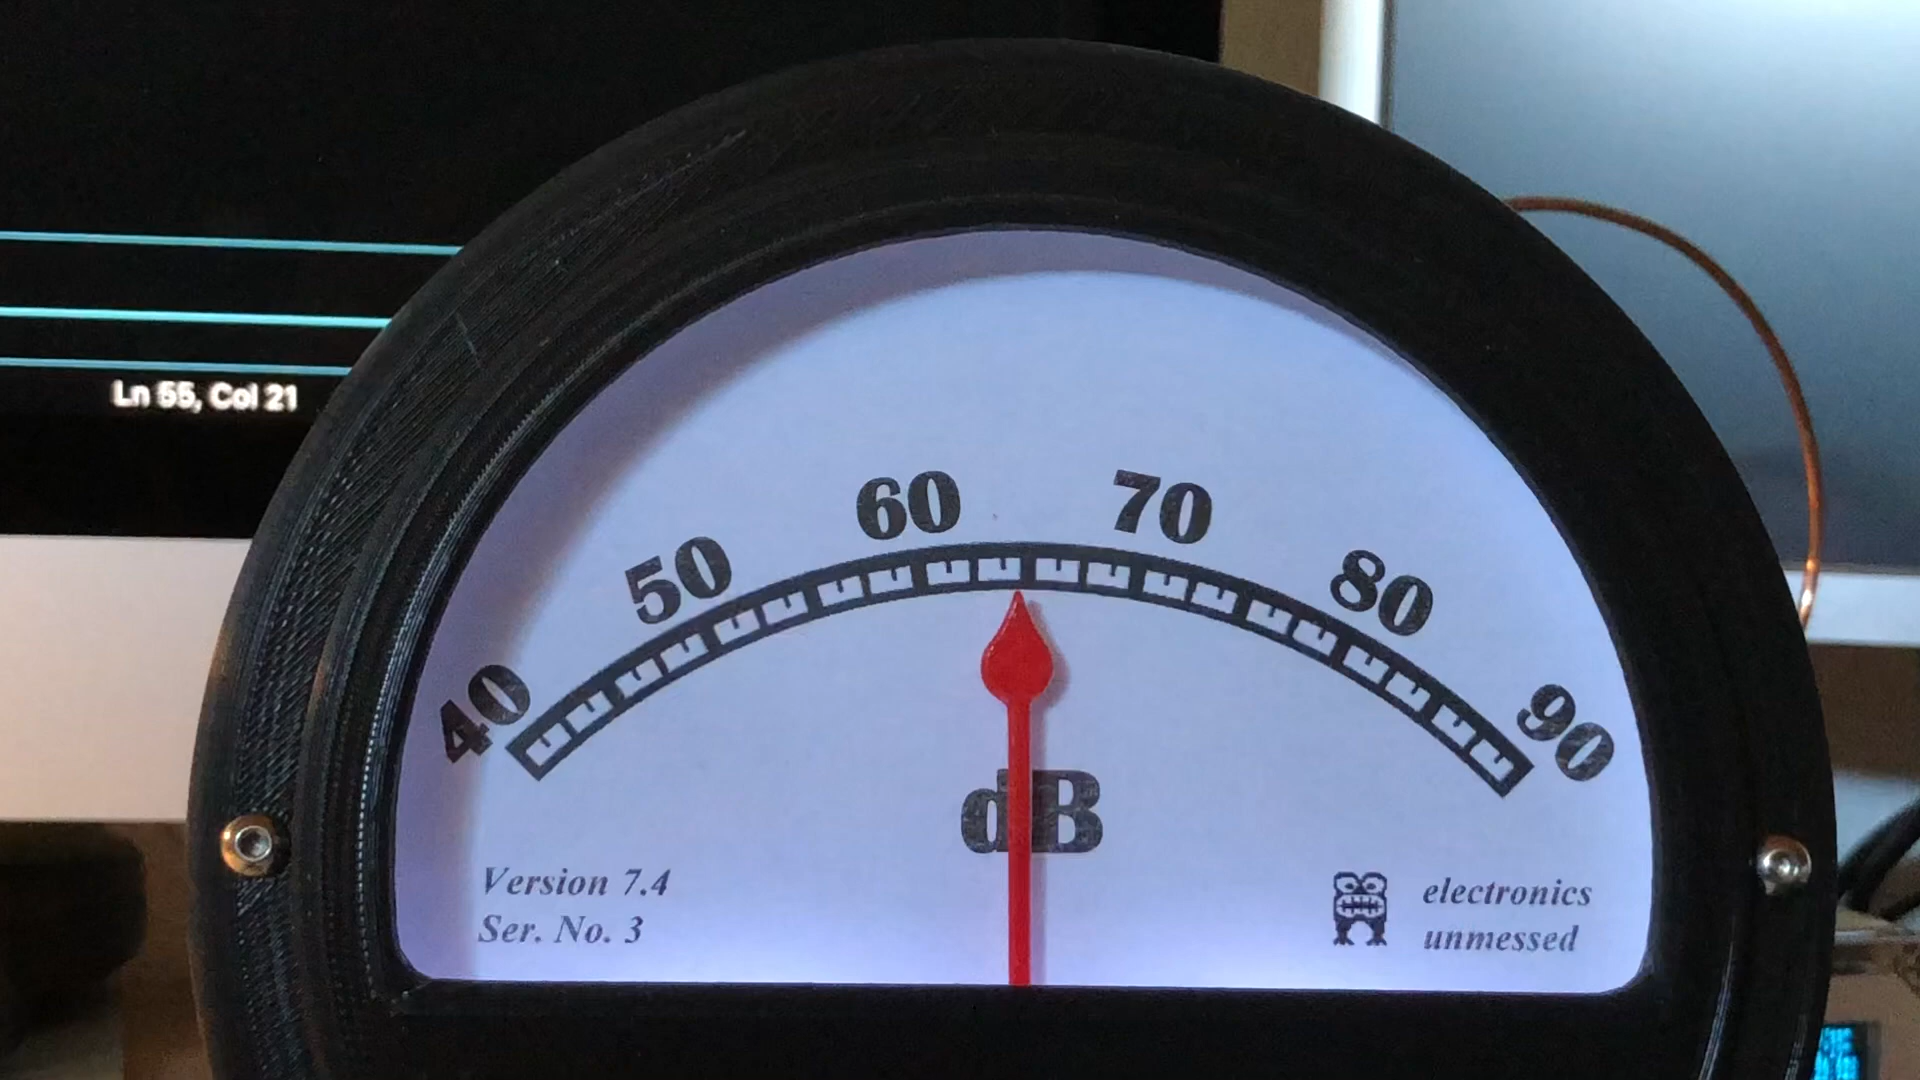 Ln 55, Col 21
40 50 60 70 80 90
dB
Version 7.4
Ser. No. 3
electronics
unmessed